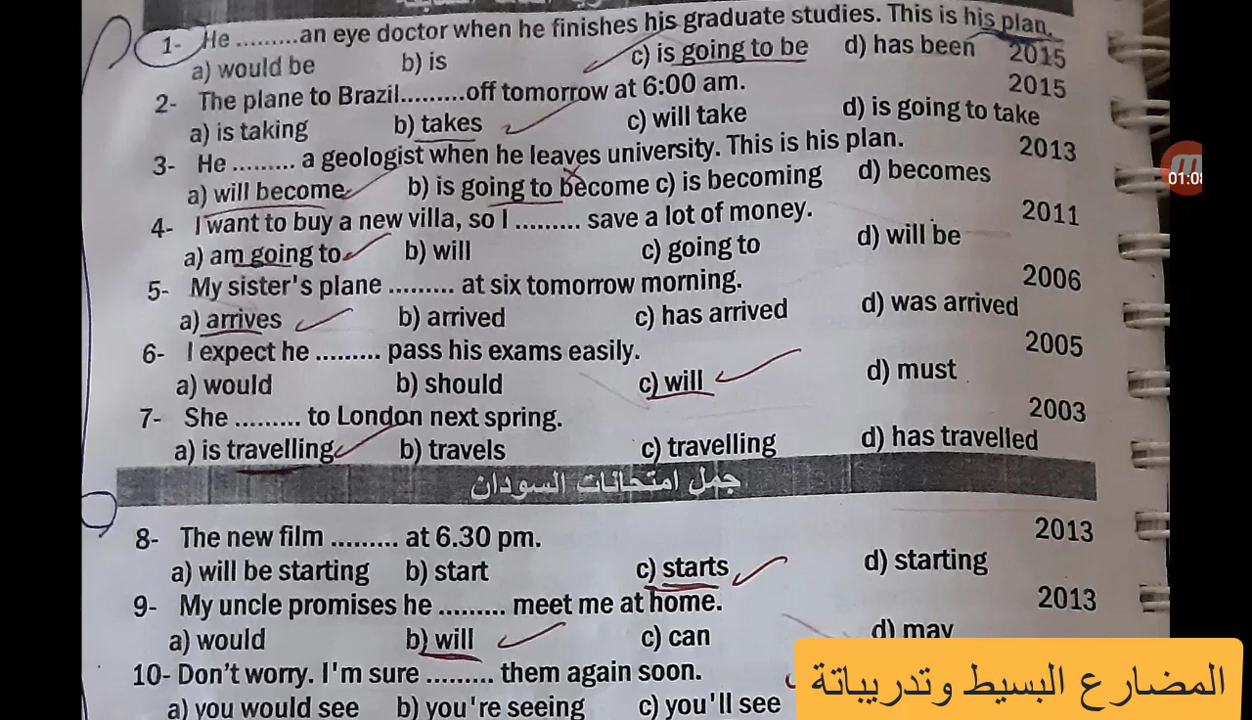 1- He .........an eye doctor when he finishes his graduate studies. This is his plan.
a) would be b) is c) is going to be d) has been 2015
2- The plane to Brazil.........off tomorrow at 6:00 am. 2015
a) is taking b) takes c) will take d) is going to take
3- He ......... a geologist when he leaves university. This is his plan. 2013
a) will become b) is going to become c) is becoming d) becomes
4- I want to buy a new villa, so I ......... save a lot of money. 2011
a) am going to b) will c) going to d) will be
5- My sister's plane ......... at six tomorrow morning. 2006
a) arrives b) arrived c) has arrived d) was arrived
6- I expect he ......... pass his exams easily. 2005
a) would b) should c) will d) must
7- She ......... to London next spring. 2003
a) is travelling b) travels c) travelling d) has travelled
جمل امتحانات السودان
8- The new film ......... at 6.30 pm. 2013
a) will be starting b) start c) starts d) starting
9- My uncle promises he ......... meet me at home. 2013
a) would b) will c) can d) may
10- Don't worry. I'm sure ......... them again soon.
a) you would see b) you're seeing c) you'll see
المضارع البسيط وتدريباتة